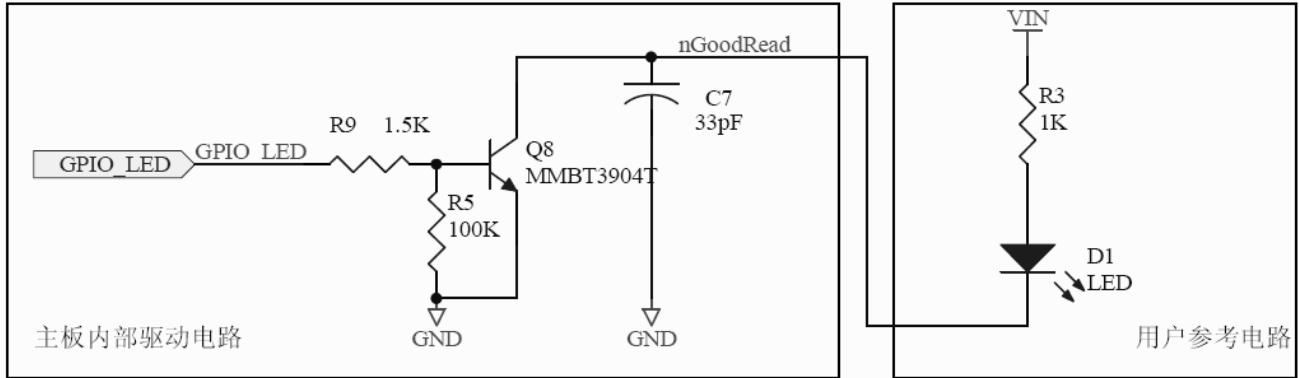 VIN
nGoodRead
R3
1K
C7
33pF
R9 1.5K
GPIO_LED
GPIO_LED
Q8
MMBT3904T
R5
100K
D1
LED
GND
GND
主板内部驱动电路
用户参考电路